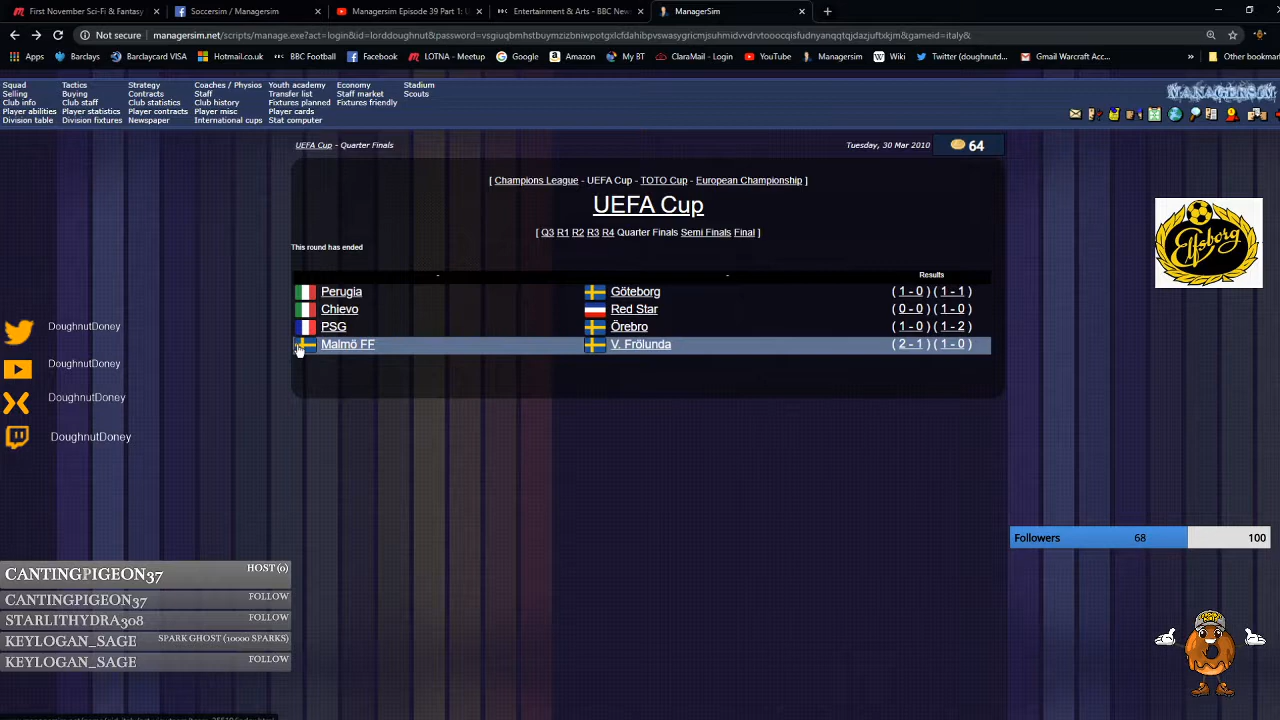 First November Sci-Fi & Fantasy
Soccersim / Managersim
Managersim Episode 39 Part 1: U
Entertainment & Arts - BBC New
ManagerSim
Not secure
managersim.net/scripts/manage.exe?act=login&id=lorddoughnut&password=
Apps
Barclays
Barclaycard VISA
Hotmail.co.uk
BBC Football
Facebook
LOTNA - Meetup
Google
Amazon
My BT
ClaraMail - Login
YouTube
Managersim
Wiki
Twitter (doughnutd...
Gmail Warcraft Acc...
»
Other bookmar
Squad Tactics Strategy Coaches / Physios Youth academy Economy Stadium
Selling Buying Contracts Staff Staff market Scouts
Club info Club staff Club statistics Club history Transfer list
Fixtures planned Fixtures friendly
Player abilities Player statistics Player contracts Player misc Player cards
Division table Division fixtures Newspaper International cups Stat computer
MANAGERSIM
UEFA Cup - Quarter Finals
Tuesday, 30 Mar 2010
64
[ Champions League - UEFA Cup - TOTO Cup - European Championship ]
UEFA Cup
[ Q3 R1 R2 R3 R4 Quarter Finals Semi Finals Final ]
This round has ended
- - Results
Perugia Göteborg ( 1 - 0 ) ( 1 - 1 )
Chievo Red Star ( 0 - 0 ) ( 1 - 0 )
PSG Örebro ( 1 - 0 ) ( 1 - 2 )
Malmö FF V. Frölunda ( 2 - 1 ) ( 1 - 0 )
Elfsborg
DoughnutDoney
DoughnutDoney
DoughnutDoney
DoughnutDoney
Followers 68 100
CANTINGPIGEON37 HOST (6)
CANTINGPIGEON37 FOLLOW
STARLITHYDRA308 FOLLOW
KEYLOGAN_SAGE SPARK GHOST (10000 SPARKS)
KEYLOGAN_SAGE FOLLOW